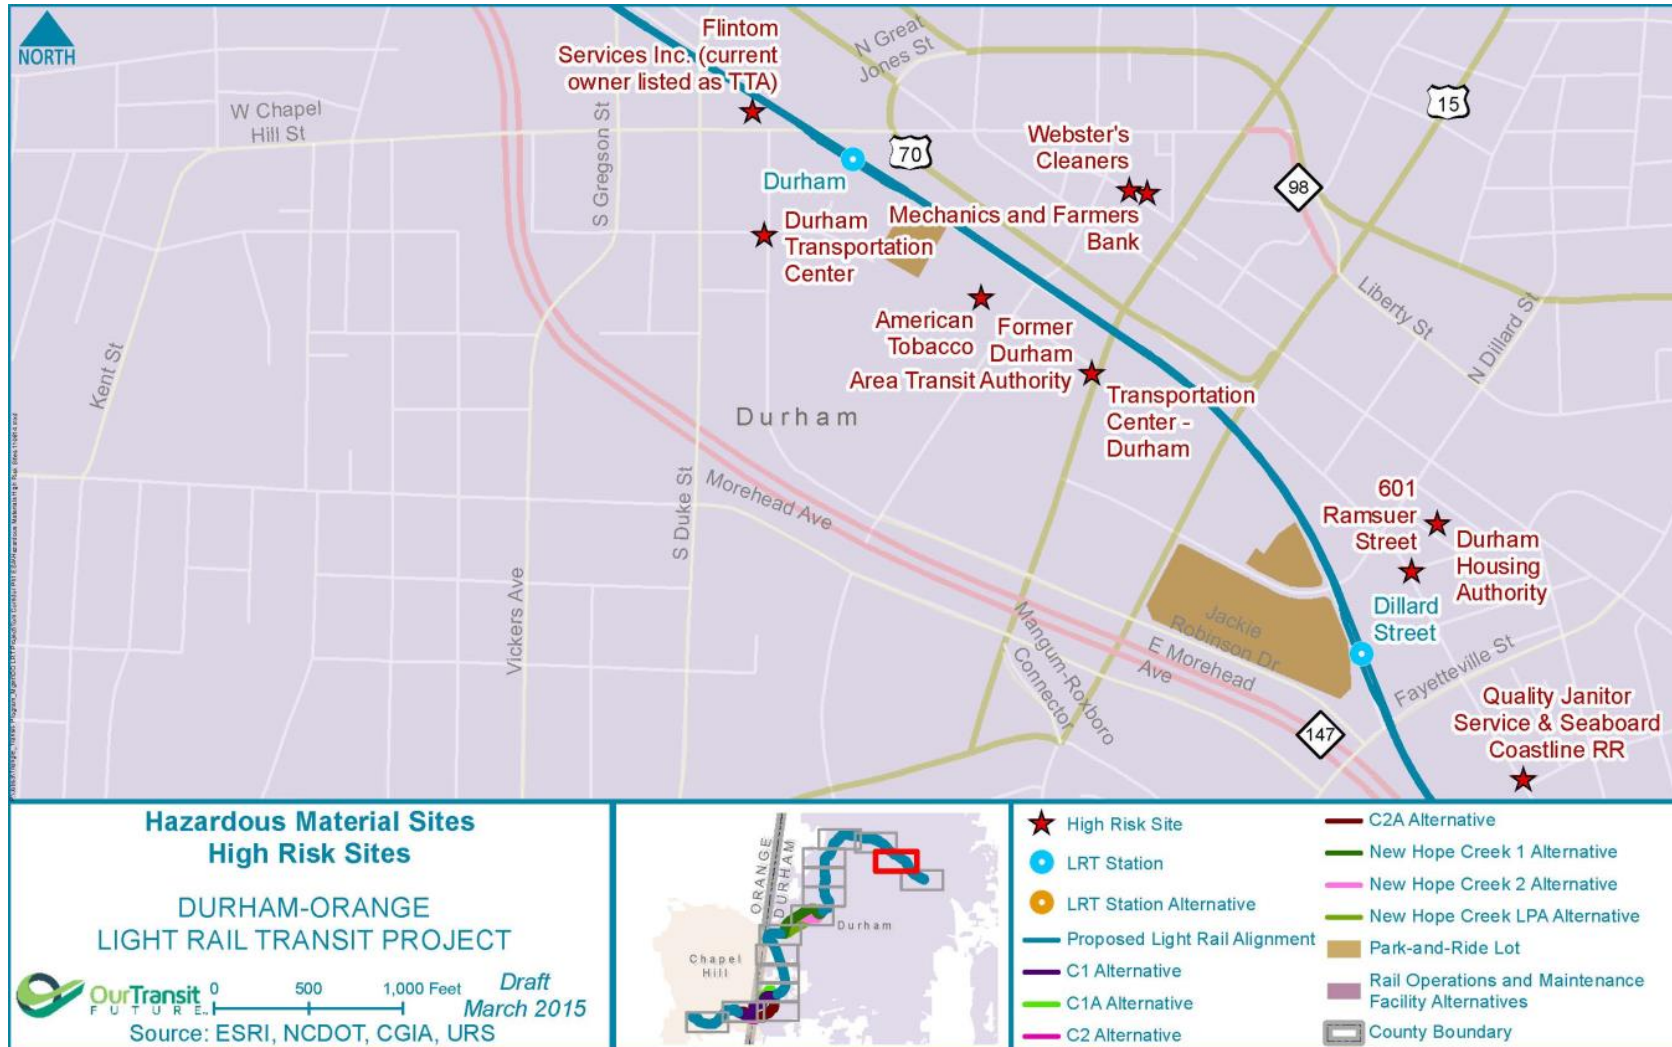 NORTH
Flintom
Services Inc. (current
owner listed as TTA)
N Great
Jones St
W Chapel
Hill St
S Gregson St
70
15
Webster's
Cleaners
98
Durham
Mechanics and Farmers
Bank
Durham
Transportation
Center
Liberty St
N Dillard St
American
Tobacco
Former
Durham
Area Transit Authority
Kent St
Transportation
Center -
Durham
Durham
Morehead Ave
S Duke St
601
Ramsuer
Street
Durham
Housing
Authority
Vickers Ave
Dillard
Street
Jackie
Robinson Dr
E Morehead
Ave
Mangum-Roxboro
Connector
Fayetteville St
147
Quality Janitor
Service & Seaboard
Coastline RR
Hazardous Material Sites
High Risk Sites
DURHAM-ORANGE
LIGHT RAIL TRANSIT PROJECT
OurTransit
FUTURE
0 500 1,000 Feet
Draft
March 2015
Source: ESRI, NCDOT, CGIA, URS
ORANGE
DURHAM
Durham
Chapel
Hill
High Risk Site
LRT Station
LRT Station Alternative
Proposed Light Rail Alignment
C1 Alternative
C1A Alternative
C2 Alternative
C2A Alternative
New Hope Creek 1 Alternative
New Hope Creek 2 Alternative
New Hope Creek LPA Alternative
Park-and-Ride Lot
Rail Operations and Maintenance
Facility Alternatives
County Boundary